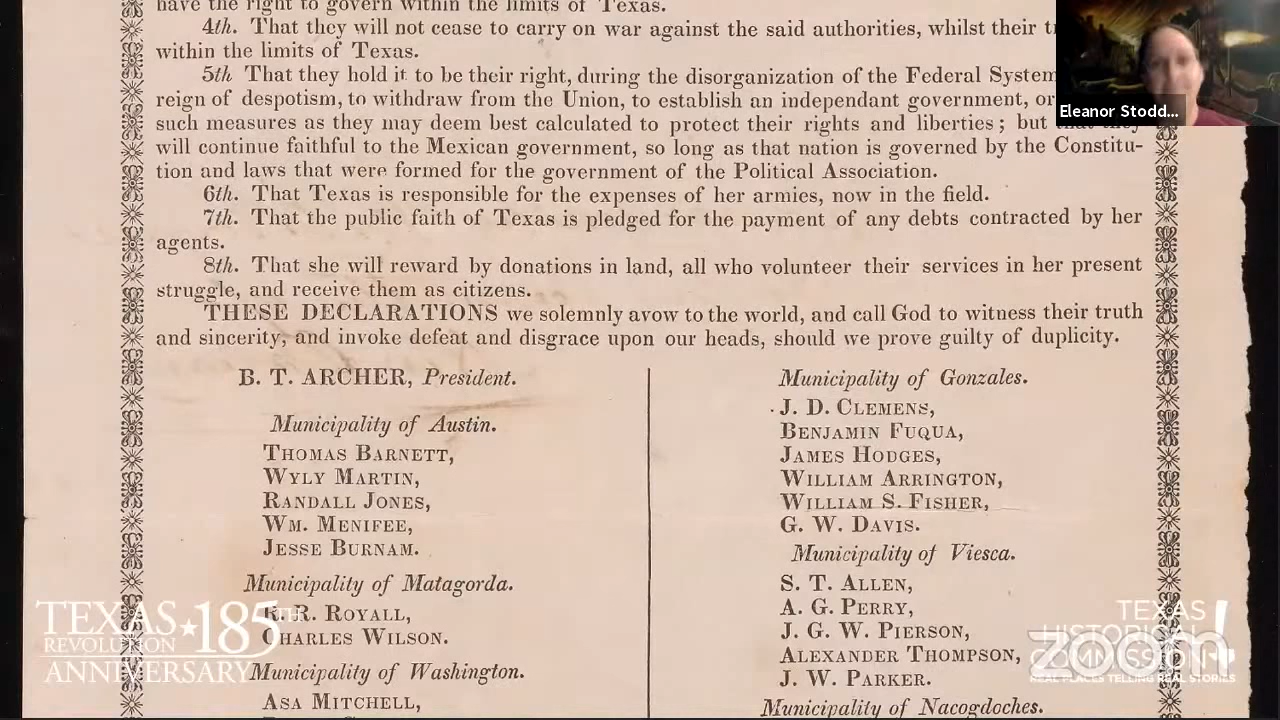 have the right to govern within the limits of Texas.
4th. That they will not cease to carry on war against the said authorities, whilst their
within the limits of Texas.
5th That they hold it to be their right, during the disorganization of the Federal System
reign of despotism, to withdraw from the Union, to establish an independant government, or
such measures as they may deem best calculated to protect their rights and liberties; but that they
will continue faithful to the Mexican government, so long as that nation is governed by the Constitu-
tion and laws that were formed for the government of the Political Association.
6th. That Texas is responsible for the expenses of her armies, now in the field.
7th. That the public faith of Texas is pledged for the payment of any debts contracted by her
agents.
8th. That she will reward by donations in land, all who volunteer their services in her present
struggle, and receive them as citizens.
THESE DECLARATIONS we solemnly avow to the world, and call God to witness their truth
and sincerity, and invoke defeat and disgrace upon our heads, should we prove guilty of duplicity.
B. T. ARCHER, President.
Municipality of Austin.
THOMAS BARNETT,
WYLY MARTIN,
RANDALL JONES,
WM. MENIFEE,
JESSE BURNAM.
Municipality of Matagorda.
R. R. ROYALL,
CHARLES WILSON.
Municipality of Washington.
ASA MITCHELL,
Municipality of Gonzales.
J. D. CLEMENS,
BENJAMIN FUQUA,
JAMES HODGES,
WILLIAM ARRINGTON,
WILLIAM S. FISHER,
G. W. DAVIS.
Municipality of Viesca.
S. T. ALLEN,
A. G. PERRY,
J. G. W. PIERSON,
ALEXANDER THOMPSON,
J. W. PARKER.
Municipality of Nacogdoches.
Eleanor Stodd...
TEXAS
REVOLUTION
185TH
ANNIVERSARY
TEXAS
HISTORICAL
COMMISSION
REAL PLACES TELLING REAL STORIES
zoom